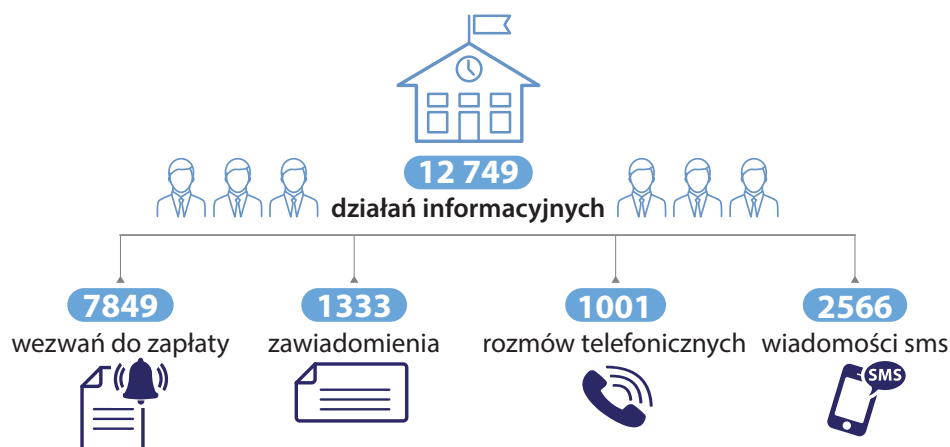 12 749
działań informacyjnych
7849
wezwań do zapłaty
1333
zawiadomienia
1001
rozmów telefonicznych
2566
wiadomości sms
SMS